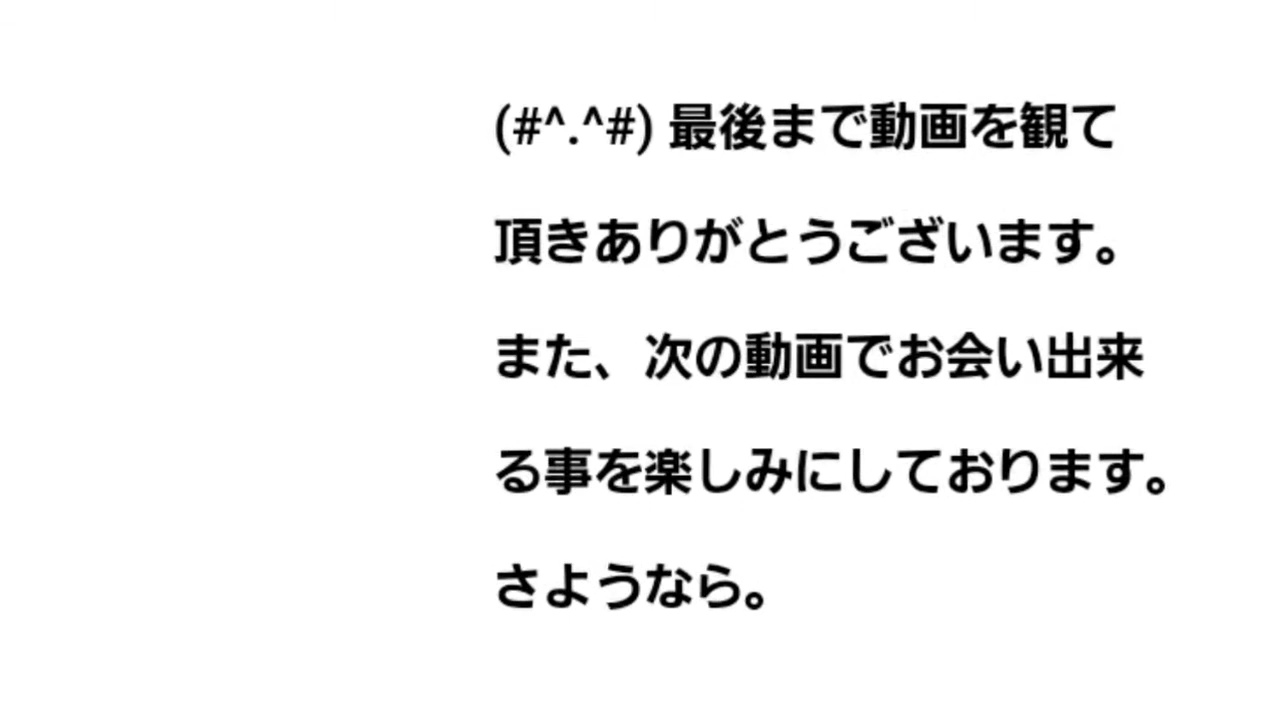 (#^.^#) 最後まで動画を観て
頂きありがとうございます。
また、次の動画でお会い出来
る事を楽しみにしております。
さようなら。